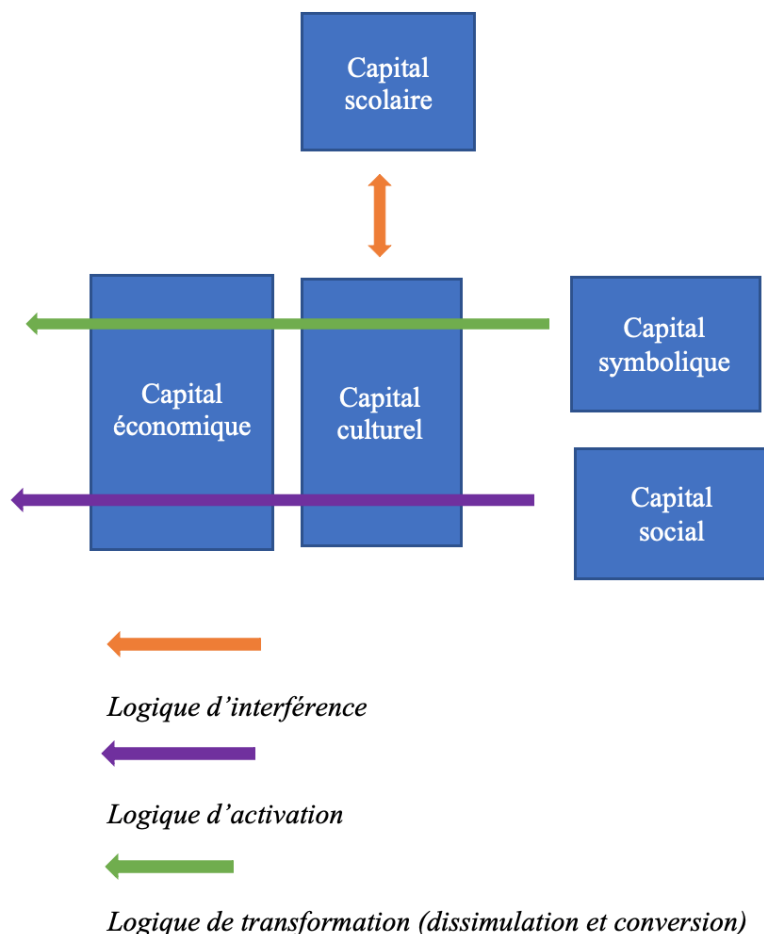 Capital
scolaire
Capital
économique
Capital
culturel
Capital
symbolique
Capital
social
Logique d'interférence
Logique d'activation
Logique de transformation (dissimulation et conversion)